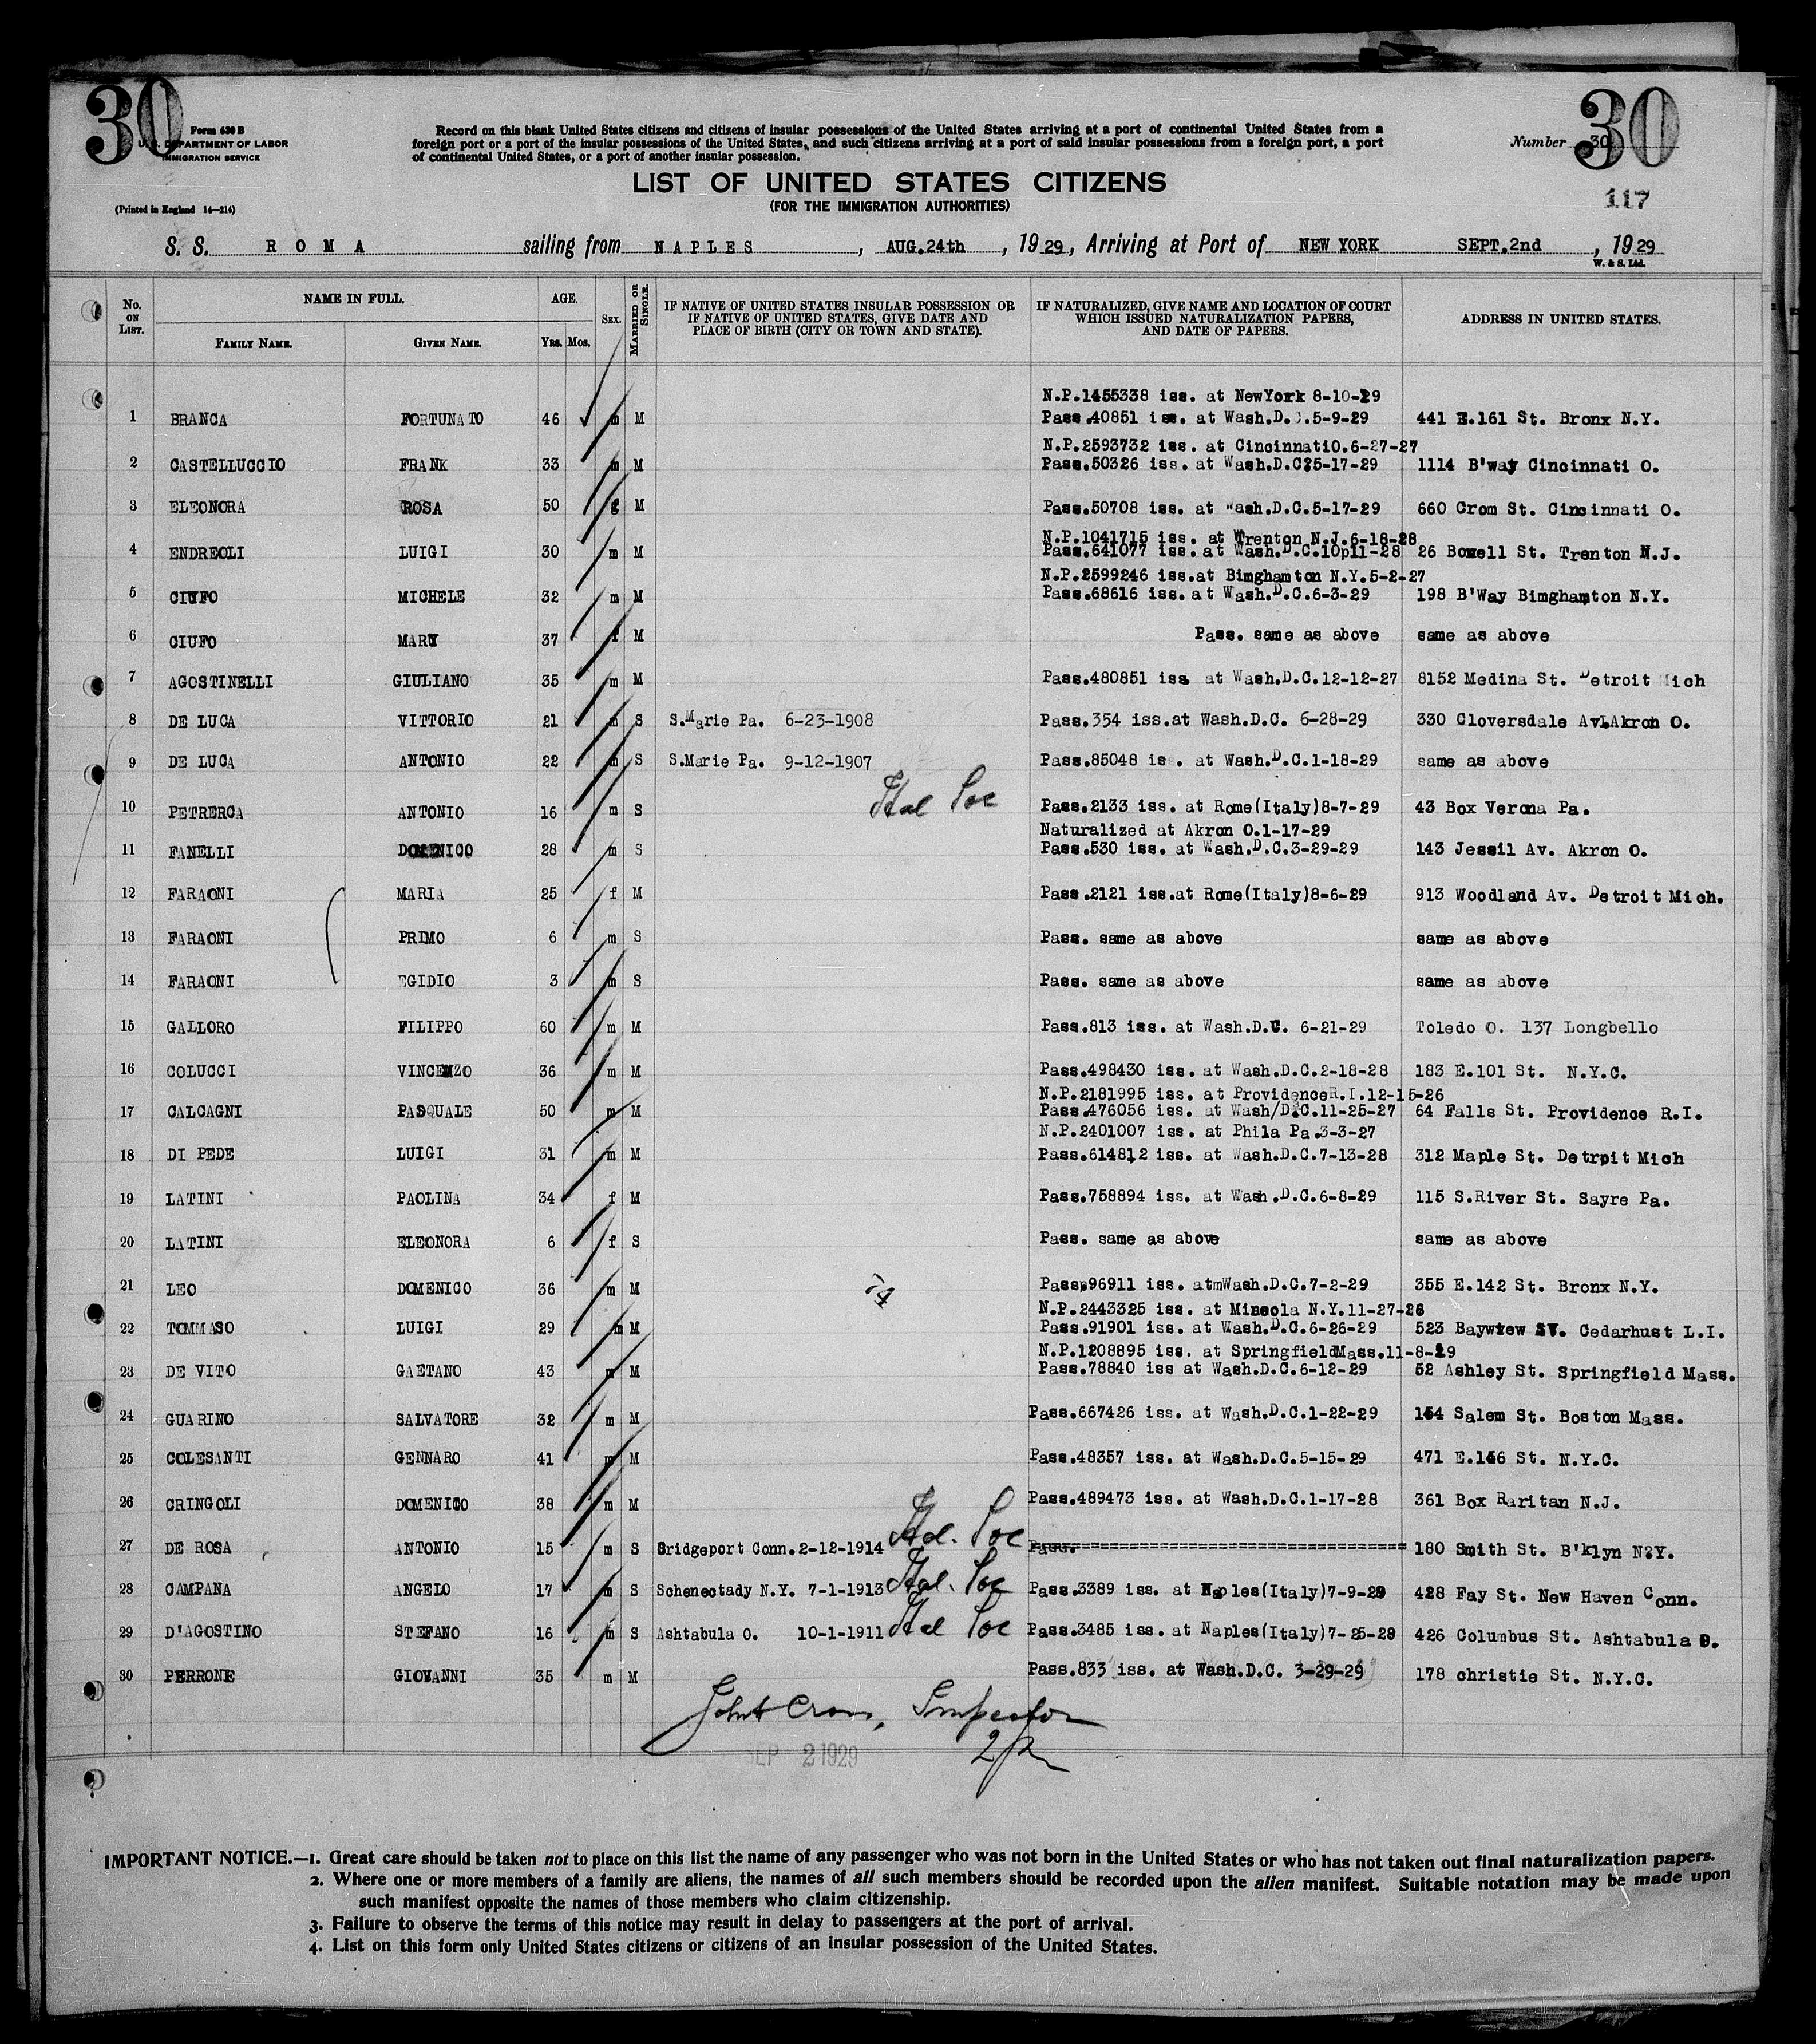 30
30
Form 630 B
U. S. DEPARTMENT OF LABOR
IMMIGRATION SERVICE
(Printed in England 14—214)
Record on this blank United States citizens and citizens of insular possessions of the United States arriving at a port of continental United States from a
foreign port or a port of the insular possessions of the United States, and such citizens arriving at a port of said insular possessions from a foreign port, a port
of continental United States, or a port of another insular possession.
Number 30
117
LIST OF UNITED STATES CITIZENS
(FOR THE IMMIGRATION AUTHORITIES)
S. S. ROMA sailing from NAPLES, AUG.24th, 1929, Arriving at Port of NEW YORK SEPT.2nd, 1929
W. & S. Ltd.
No. ON LIST. NAME IN FULL. AGE. SEX. MARRIED OR SINGLE. IF NATIVE OF UNITED STATES INSULAR POSSESSION OR IF NATIVE OF UNITED STATES, GIVE DATE AND PLACE OF BIRTH (CITY OR TOWN AND STATE). IF NATURALIZED, GIVE NAME AND LOCATION OF COURT WHICH ISSUED NATURALIZATION PAPERS, AND DATE OF PAPERS. ADDRESS IN UNITED STATES.
FAMILY NAME. GIVEN NAME. YRS. MOS.
N.P.1455338 iss. at NewYork 8-10-29
1 BRANCA FORTUNATO 46 m M Pass.40851 iss. at Wash.D.C.5-9-29 441 E.161 St. Bronx N.Y.
N.P.2593732 iss. at CincinnatiO.6-27-27
2 CASTELLUCCIO FRANK 33 m M Pass.50326 iss. at Wash.D.C.5-17-29 1114 B'way Cincinnati O.
3 ELEONORA ROSA 50 M Pass.50708 iss. at Wash.D.C.5-17-29 660 Crom St. Cincinnati O.
N.P.1041715 iss. at Trenton N.J.6-18-28
4 ENDREOLI LUIGI 30 m M Pass.641077 iss. at Wash.D.C.10p11-28 26 Bowell St. Trenton N.J.
N.P.2599246 iss.at Bimghamton N.Y.5-2-27
5 CIUFO MICHELE 32 m M Pass.68616 iss. at Wash.D.C.6-3-29 198 B'Way Bimghampton N.Y.
6 CIUFO MARY 37 f M Pass. same as above same as above
7 AGOSTINELLI GIULIANO 35 m M Pass.480851 iss at Wash.D.C.12-12-27 8152 Medina St. Detroit Mich
8 DE LUCA VITTORIO 21 m S S.Marie Pa. 6-23-1908 Pass.354 iss.at Wash.D.C. 6-28-29 330 Cloversdale Av.Akron O.
9 DE LUCA ANTONIO 22 m S S.Marie Pa. 9-12-1907 Pass.85048 iss. at Wash.D.C.1-18-29 same as above
10 PETRERCA ANTONIO 16 m S Ital Soc Pass.2133 iss. at Rome(Italy)8-7-29 43 Box Verona Pa.
Naturalized at Akron O.1-17-29
11 FANELLI DOMENICO 28 m S Pass.530 iss. at Wash.D.C.3-29-29 143 Jessil Av. Akron O.
12 FARAONI MARIA 25 f M Pass.2121 iss.at Rome(Italy)8-6-29 913 Woodland Av. Detroit Mich.
13 FARAONI PRIMO 6 m S Pass. same as above same as above
14 FARAONI EGIDIO 3 m S Pass. same as above same as above
15 GALLORO FILIPPO 60 m M Pass.813 iss. at Wash.D.C. 6-21-29 Toledo O. 137 Longbello
16 COLUCCI VINCENZO 36 m M Pass.498430 iss. at Wash.D.C.2-18-28 183 E.101 St. N.Y.C.
N.P.2181995 iss. at ProvidenceR.I.12-15-26
17 CALCAGNI PASQUALE 50 m M Pass.476056 iss. at Wash/D.C.11-25-27 64 Falls St. Providence R.I.
N.P.2401007 iss. at Phila Pa.3-3-27
18 DI PEDE LUIGI 31 m M Pass.614812 iss. at Wash.D.C.7-13-28 312 Maple St. Detrpit Mich
19 LATINI PAOLINA 34 f M Pass.758894 iss. at Wash.D.C.6-8-29 115 S.River St. Sayre Pa.
20 LATINI ELEONORA 6 f S Pass. same as above same as above
21 LEO DOMENICO 36 m M Passp96911 iss. atmWash.D.C.7-2-29 355 E.142 St. Bronx N.Y.
N.P.2443325 iss. at Mineola N.Y.11-27-26
22 TOMMASO LUIGI 29 m M Pass.91901 iss. at Wash.D.C.6-26-29 523 Bayview ST. Cedarhust L.I.
N.P.1208895 iss. at SpringfieldMass.11-8-19
23 DE VITO GAETANO 43 m M Pass.78840 iss at Wash.D.C.6-12-29 52 Ashley St. Springfield Mass.
24 GUARINO SALVATORE 32 m M Pass.667426 iss. at Wash.D.C.1-22-29 154 Salem St. Boston Mass.
25 COLESANTI GENNARO 41 m M Pass.48357 iss. at Wash.D.C.5-15-29 471 E.146 St. N.Y.C.
26 CRINGOLI DOMENICO 38 m M Pass.489473 iss. at Wash.D.C.1-17-28 361 Box Raritan N.J.
27 DE ROSA ANTONIO 15 m S Bridgeport Conn.2-12-1914 Ital. Soc Pass. 180 Smith St. B'klyn N?Y.
28 CAMPANA ANGELO 17 m S Schenectady N.Y. 7-1-1913 Ital. Soc Pass.3389 iss. at Naples(Italy)7-9-29 428 Fay St. New Haven Conn.
29 D'AGOSTINO STEFANO 16 m S Ashtabula O. 10-1-1911 Ital Soc Pass.3485 iss. at Naples(Italy)7-25-29 426 Columbus St. Ashtabula O.
30 PERRONE GIOVANNI 35 m M Pass.833 iss. at Wash.D.C. 3-29-29 178 christie St. N.Y.C.
Inspector
SEP 2 1929
IMPORTANT NOTICE.—1. Great care should be taken not to place on this list the name of any passenger who was not born in the United States or who has not taken out final naturalization papers.
2. Where one or more members of a family are aliens, the names of all such members should be recorded upon the alien manifest. Suitable notation may be made upon
such manifest opposite the names of those members who claim citizenship.
3. Failure to observe the terms of this notice may result in delay to passengers at the port of arrival.
4. List on this form only United States citizens or citizens of an insular possession of the United States.